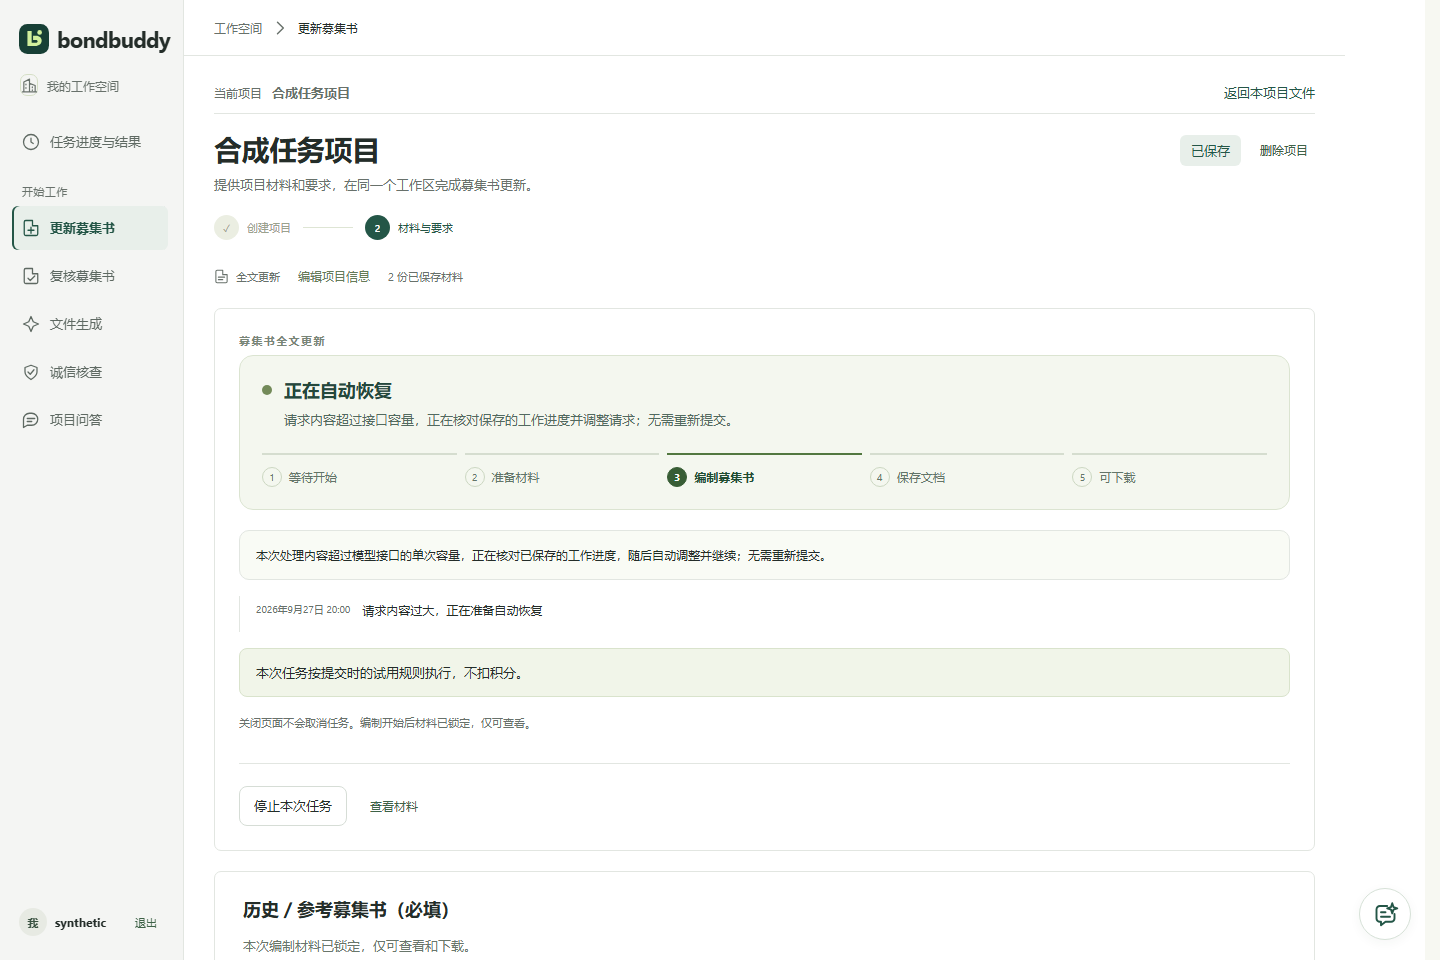 bondbuddy
我的工作空间
任务进度与结果
开始工作
更新募集书
复核募集书
文件生成
诚信核查
项目问答
我 synthetic 退出
工作空间 更新募集书
当前项目 合成任务项目 返回本项目文件
合成任务项目 已保存 删除项目
提供项目材料和要求，在同一个工作区完成募集书更新。
✓ 创建项目 2 材料与要求
全文更新 编辑项目信息 2 份已保存材料
募集书全文更新
正在自动恢复
请求内容超过接口容量，正在核对保存的工作进度并调整请求；无需重新提交。
1 等待开始 2 准备材料 3 编制募集书 4 保存文档 5 可下载
本次处理内容超过模型接口的单次容量，正在核对已保存的工作进度，随后自动调整并继续；无需重新提交。
2026年9月27日 20:00 请求内容过大，正在准备自动恢复
本次任务按提交时的试用规则执行，不扣积分。
关闭页面不会取消任务。编制开始后材料已锁定，仅可查看。
停止本次任务 查看材料
历史 / 参考募集书（必填）
本次编制材料已锁定，仅可查看和下载。